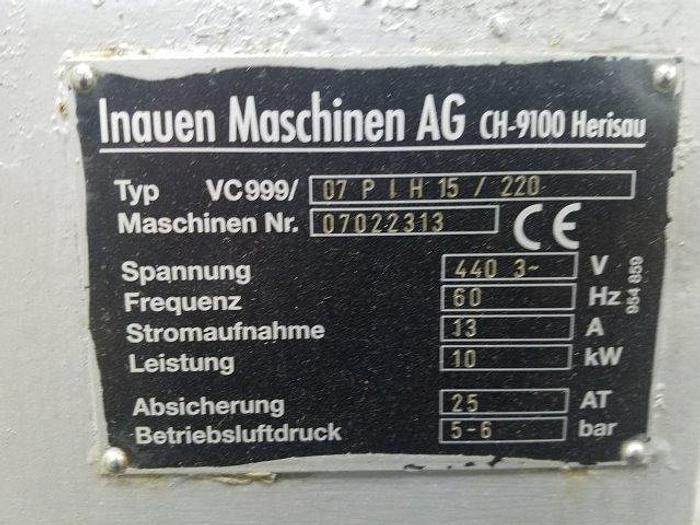 Inauen Maschinen AG CH-9100 Herisau
Typ VC999/ 07 P I H 15 / 220
Maschinen Nr. 07022313 CE
Spannung 440 3~ V
Frequenz 60 Hz
Stromaufnahme 13 A
Leistung 10 kW
954 859
Absicherung 25 AT
Betriebsluftdruck 5-6 bar